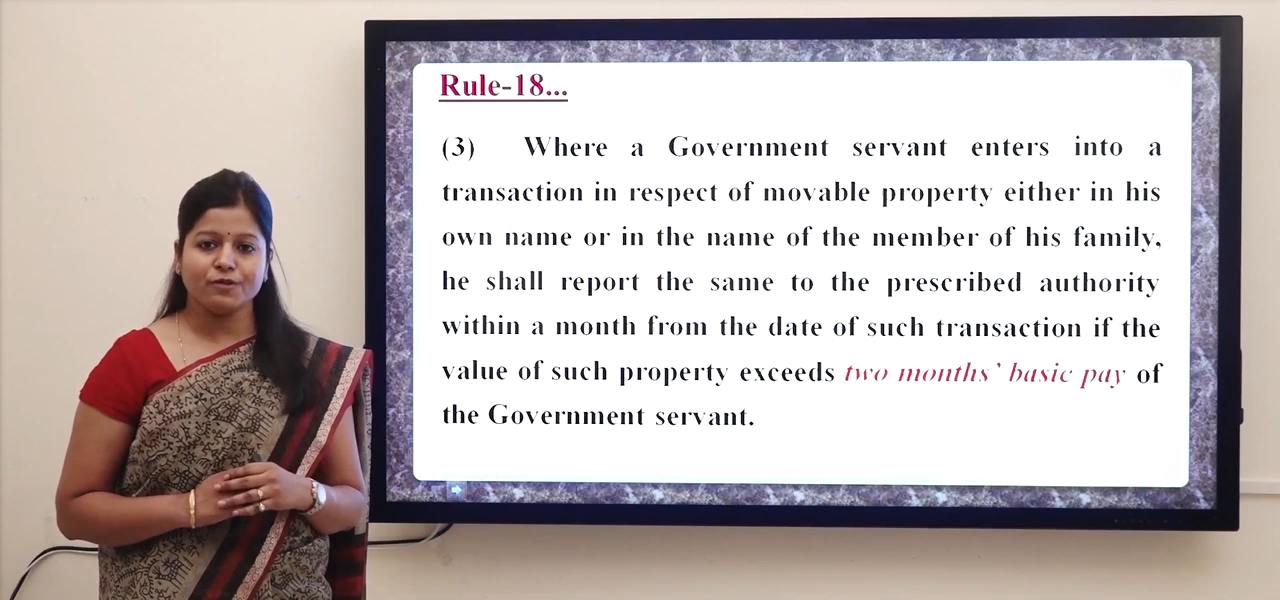 Rule-18...
(3) Where a Government servant enters into a
transaction in respect of movable property either in his
own name or in the name of the member of his family,
he shall report the same to the prescribed authority
within a month from the date of such transaction if the
value of such property exceeds two months’ basic pay of
the Government servant.